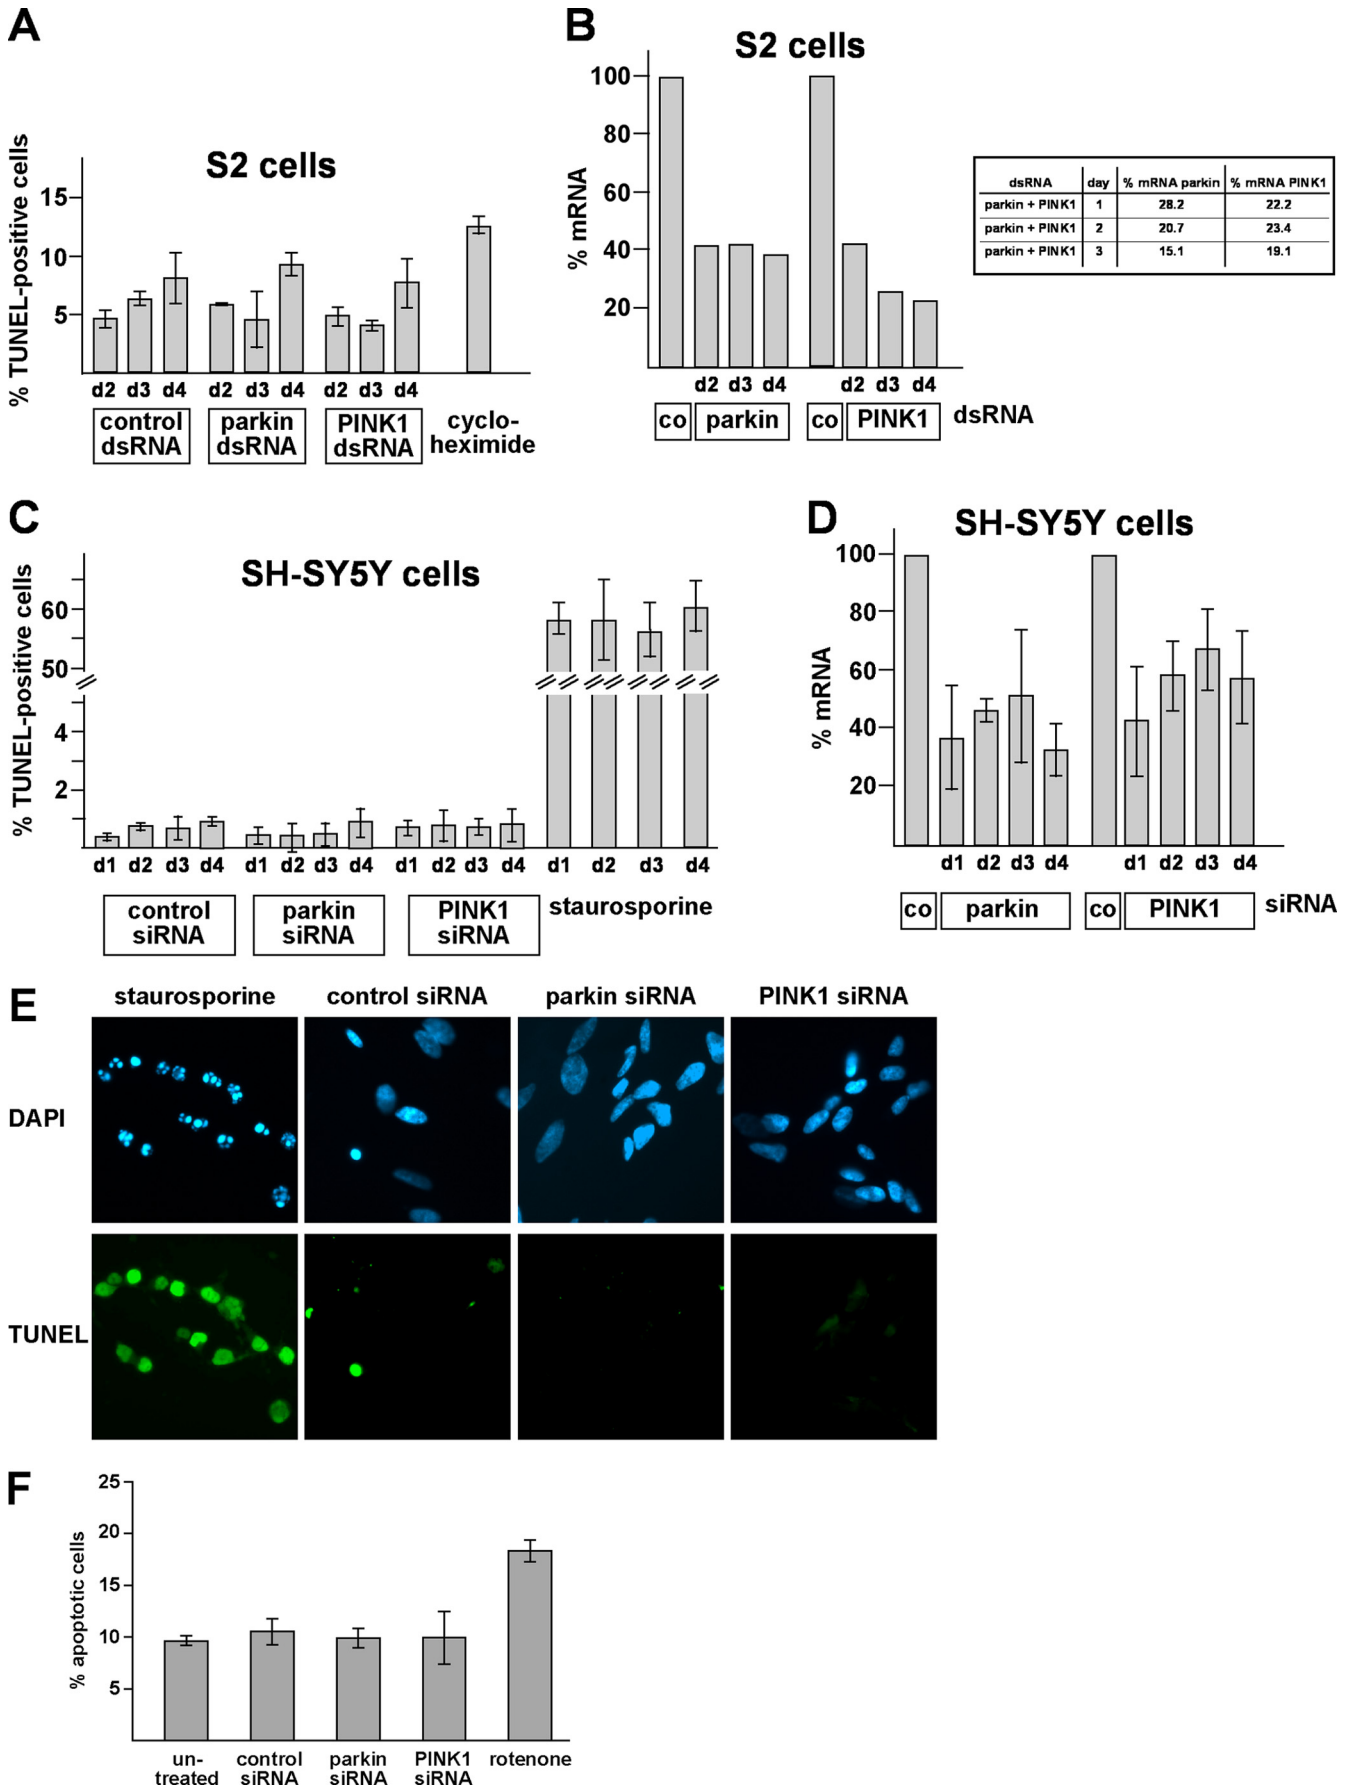 A
S2 cells
% TUNEL-positive cells
15
10
5
d2 d3 d4 d2 d3 d4 d2 d3 d4
control dsRNA
parkin dsRNA
PINK1 dsRNA
cyclo-
heximide
B
S2 cells
% mRNA
100
80
60
40
20
d2 d3 d4 d2 d3 d4
co parkin co PINK1 dsRNA
dsRNA day % mRNA parkin % mRNA PINK1
parkin + PINK1 1 28.2 22.2
parkin + PINK1 2 20.7 23.4
parkin + PINK1 3 15.1 19.1
C
SH-SY5Y cells
% TUNEL-positive cells
60
50
4
2
d1 d2 d3 d4 d1 d2 d3 d4 d1 d2 d3 d4 d1 d2 d3 d4
control siRNA
parkin siRNA
PINK1 siRNA
staurosporine
D
SH-SY5Y cells
% mRNA
100
80
60
40
20
d1 d2 d3 d4 d1 d2 d3 d4
co parkin co PINK1 siRNA
E
staurosporine control siRNA parkin siRNA PINK1 siRNA
DAPI
TUNEL
F
% apoptotic cells
25
20
15
10
5
un-
treated
control
siRNA
parkin
siRNA
PINK1
siRNA
rotenone